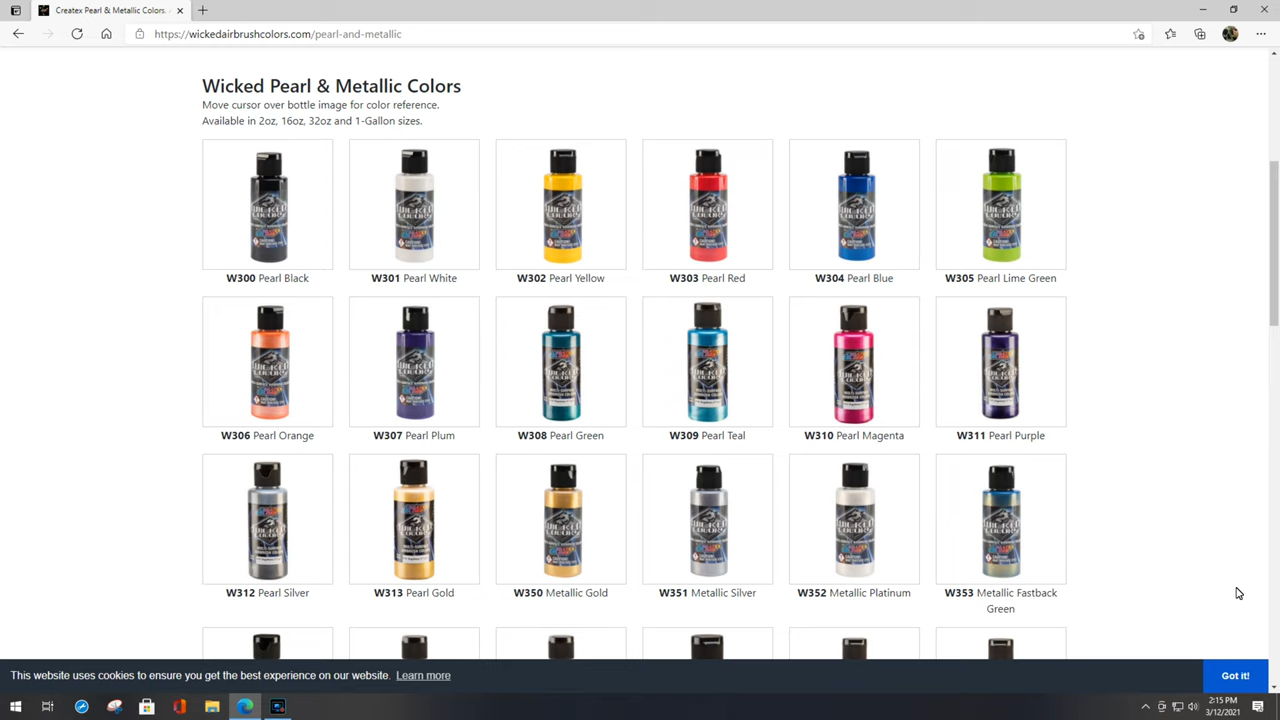 Createx Pearl & Metallic Colors.
https://wickedairbrushcolors.com/pearl-and-metallic
Wicked Pearl & Metallic Colors
Move cursor over bottle image for color reference.
Available in 2oz, 16oz, 32oz and 1-Gallon sizes.
W300 Pearl Black
W301 Pearl White
W302 Pearl Yellow
W303 Pearl Red
W304 Pearl Blue
W305 Pearl Lime Green
W306 Pearl Orange
W307 Pearl Plum
W308 Pearl Green
W309 Pearl Teal
W310 Pearl Magenta
W311 Pearl Purple
W312 Pearl Silver
W313 Pearl Gold
W350 Metallic Gold
W351 Metallic Silver
W352 Metallic Platinum
W353 Metallic Fastback
Green
This website uses cookies to ensure you get the best experience on our website. Learn more
Got it!
2:15 PM
3/12/2021